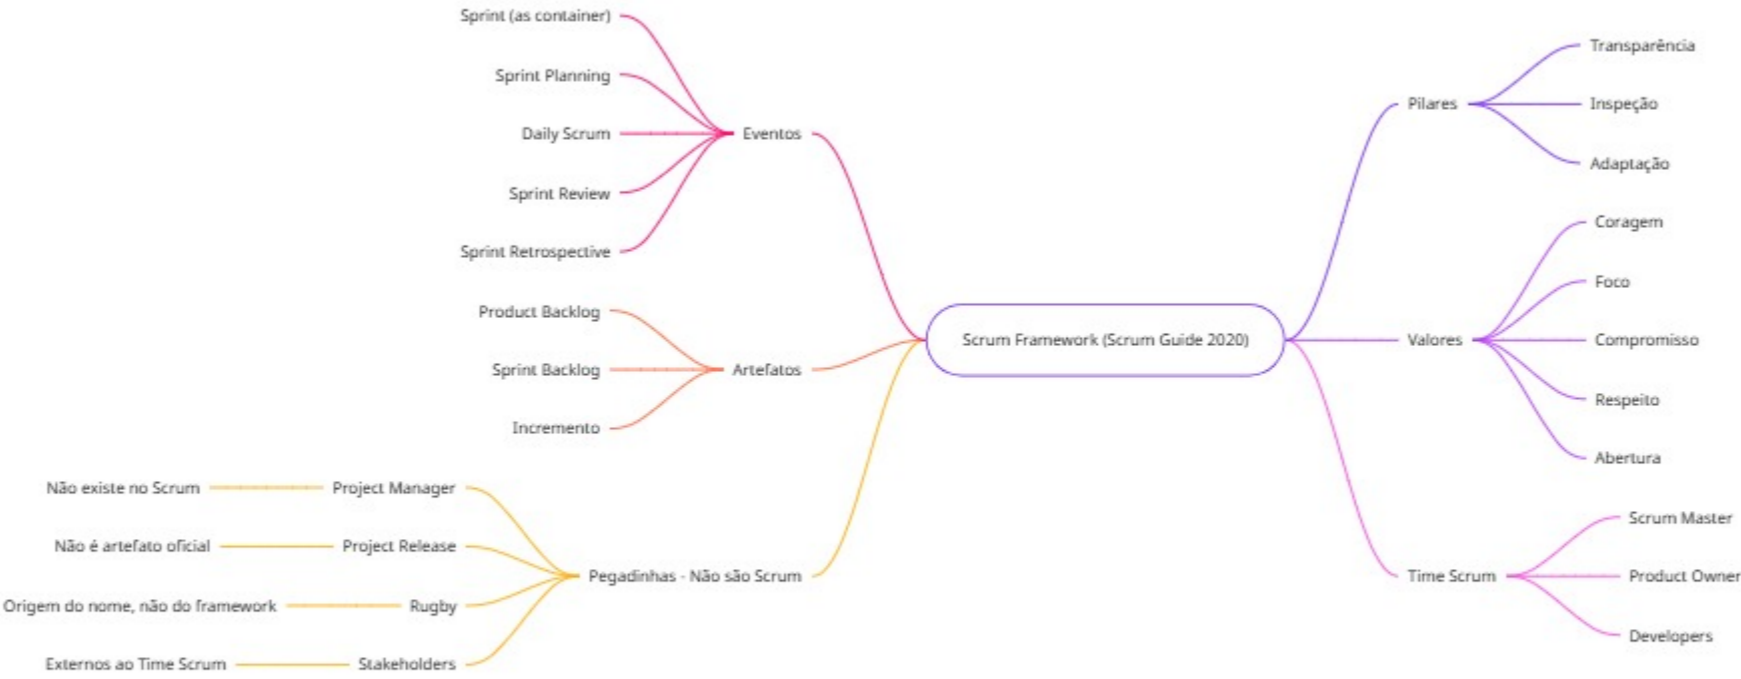 Sprint (as container)
Sprint Planning
Daily Scrum
Sprint Review
Sprint Retrospective
Eventos
Product Backlog
Sprint Backlog
Incremento
Artefatos
Não existe no Scrum
Project Manager
Não é artefato oficial
Project Release
Origem do nome, não do framework
Rugby
Externos ao Time Scrum
Stakeholders
Pegadinhas - Não são Scrum
Scrum Framework (Scrum Guide 2020)
Pilares
Transparência
Inspeção
Adaptação
Valores
Coragem
Foco
Compromisso
Respeito
Abertura
Time Scrum
Scrum Master
Product Owner
Developers